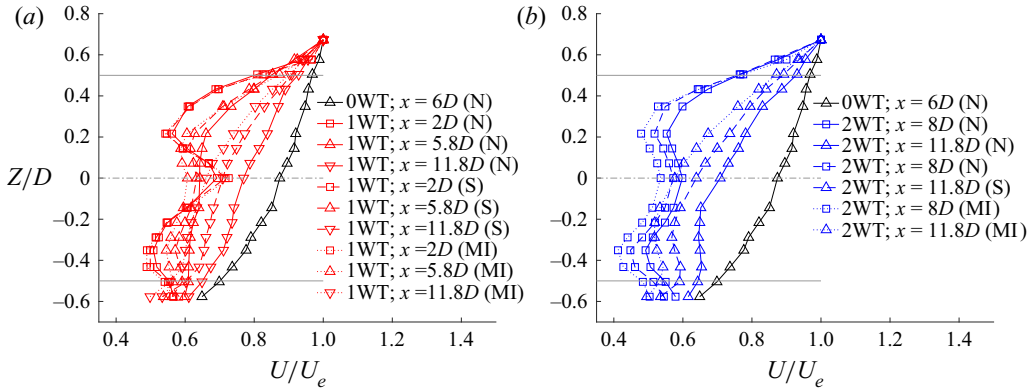 (a)
0.8
0.6
0.4
0.2
0
–0.2
–0.4
–0.6
Z/D
0.4
0.6
0.8
1.0
1.2
1.4
U/U_e
0WT; x = 6D (N)
1WT; x = 2D (N)
1WT; x = 5.8D (N)
1WT; x = 11.8D (N)
1WT; x =2D (S)
1WT; x =5.8D (S)
1WT; x =11.8D (S)
1WT; x =2D (MI)
1WT; x =5.8D (MI)
1WT; x =11.8D (MI)
(b)
0.8
0.6
0.4
0.2
0
–0.2
–0.4
–0.6
0.4
0.6
0.8
1.0
1.2
1.4
U/U_e
0WT; x = 6D (N)
2WT; x = 8D (N)
2WT; x = 11.8D (N)
2WT; x = 8D (N)
2WT; x = 11.8D (S)
2WT; x = 8D (MI)
2WT; x = 11.8D (MI)